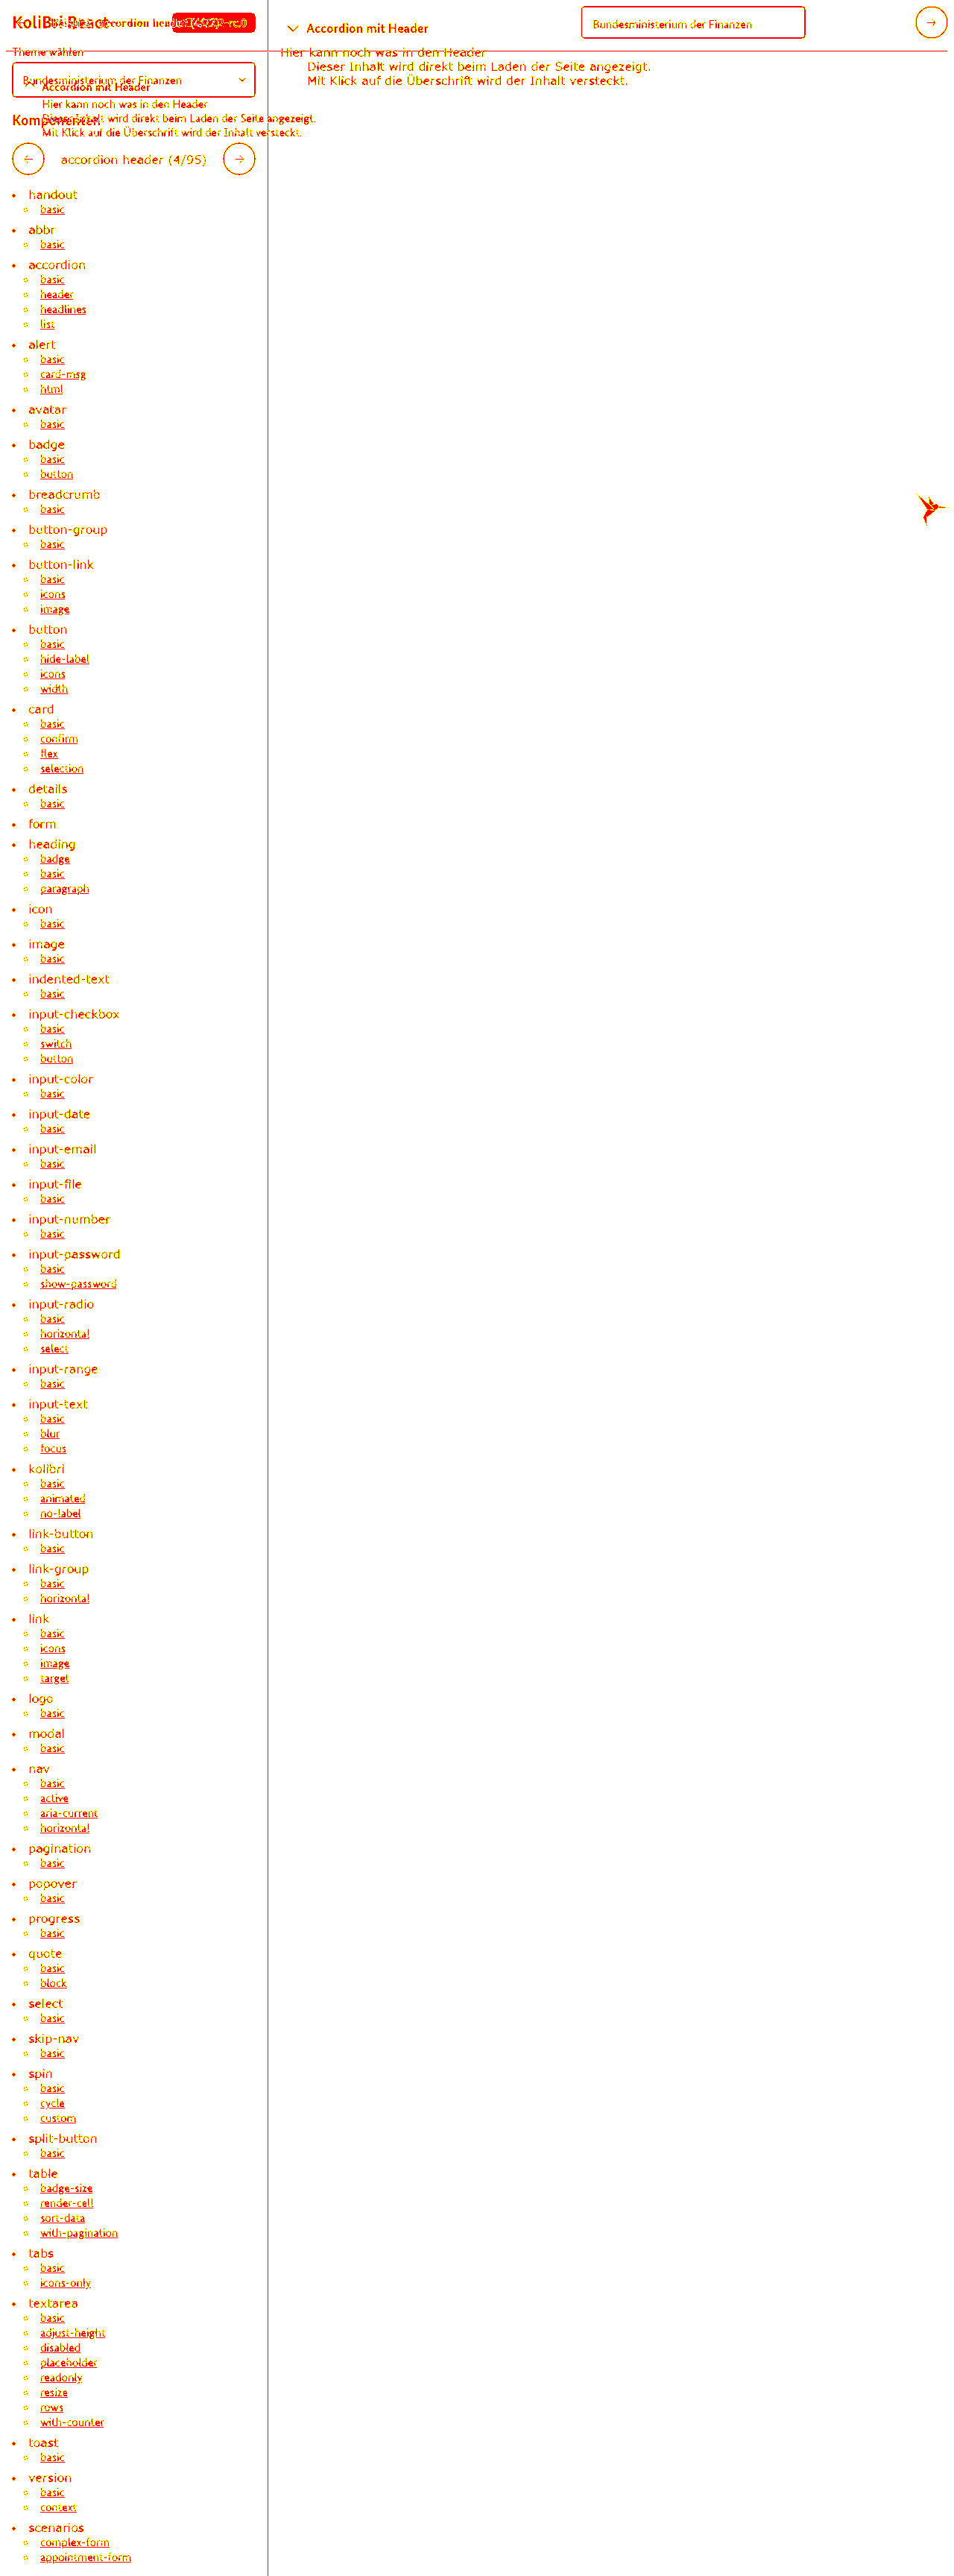 KoliBri React
Accordion mit Header
Bundesministerium der Finanzen
Theme wählen
Hier kann noch was in den Header
Dieser Inhalt wird direkt beim Laden der Seite angezeigt.
Mit Klick auf die Überschrift wird der Inhalt versteckt.
Bundesministerium der Finanzen
Accordion mit Header
Hier kann noch was in den Header
Dieser Inhalt wird direkt beim Laden der Seite angezeigt.
Komponenten
Mit Klick auf die Überschrift wird der Inhalt versteckt.
accordion header (4/95)
handout
basic
abbr
basic
accordion
basic
header
headlines
list
alert
basic
card-msg
html
avatar
basic
badge
basic
button
breadcrumb
basic
button-group
basic
button-link
basic
icons
image
button
basic
hide-label
icons
width
card
basic
confirm
flex
selection
details
basic
form
heading
badge
basic
paragraph
icon
basic
image
basic
indented-text
basic
input-checkbox
basic
switch
button
input-color
basic
input-date
basic
input-email
basic
input-file
basic
input-number
basic
input-password
basic
show-password
input-radio
basic
horizontal
select
input-range
basic
input-text
basic
blur
focus
kolibri
basic
animated
no-label
link-button
basic
link-group
basic
horizontal
link
basic
icons
image
target
logo
basic
modal
basic
nav
basic
active
aria-current
horizontal
pagination
basic
popover
basic
progress
basic
quote
basic
block
select
basic
skip-nav
basic
spin
basic
cycle
custom
split-button
basic
table
badge-size
render-cell
sort-data
with-pagination
tabs
basic
icons-only
textarea
basic
adjust-height
disabled
placeholder
readonly
resize
rows
with-counter
toast
basic
version
basic
context
scenarios
complex-form
appointment-form